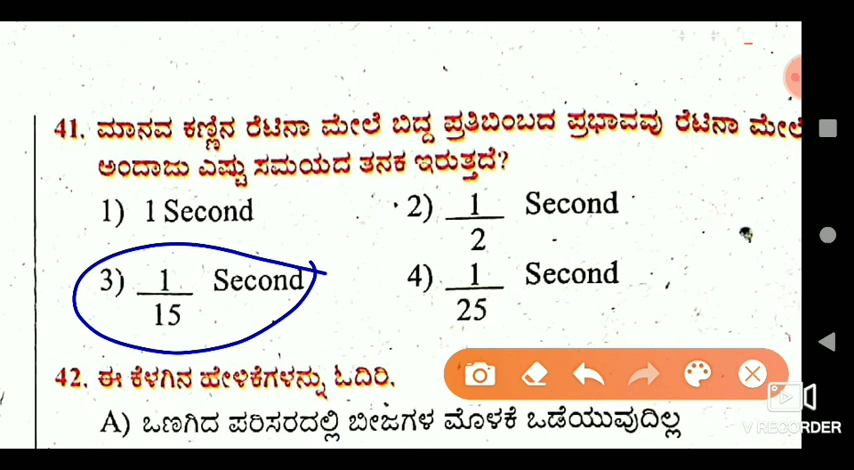 41. ಮಾನವ ಕಣ್ಣಿನ ರೆಟಿನಾ ಮೇಲೆ ಬಿದ್ದ ಪ್ರತಿಬಿಂಬದ ಪ್ರಭಾವವು ರೆಟಿನಾ ಮೇಲೆ
ಅಂದಾಜು ಎಷ್ಟು ಸಮಯದ ತನಕ ಇರುತ್ತದೆ?
1) 1 Second 2) 1/2 Second
3) 1/15 Second 4) 1/25 Second
42. ಈ ಕೆಳಗಿನ ಹೇಳಿಕೆಗಳನ್ನು ಓದಿರಿ.
A) ಒಣಗಿದ ಪರಿಸರದಲ್ಲಿ ಬೀಜಗಳ ಮೊಳಕೆ ಒಡೆಯುವುದಿಲ್ಲ
V RECORDER